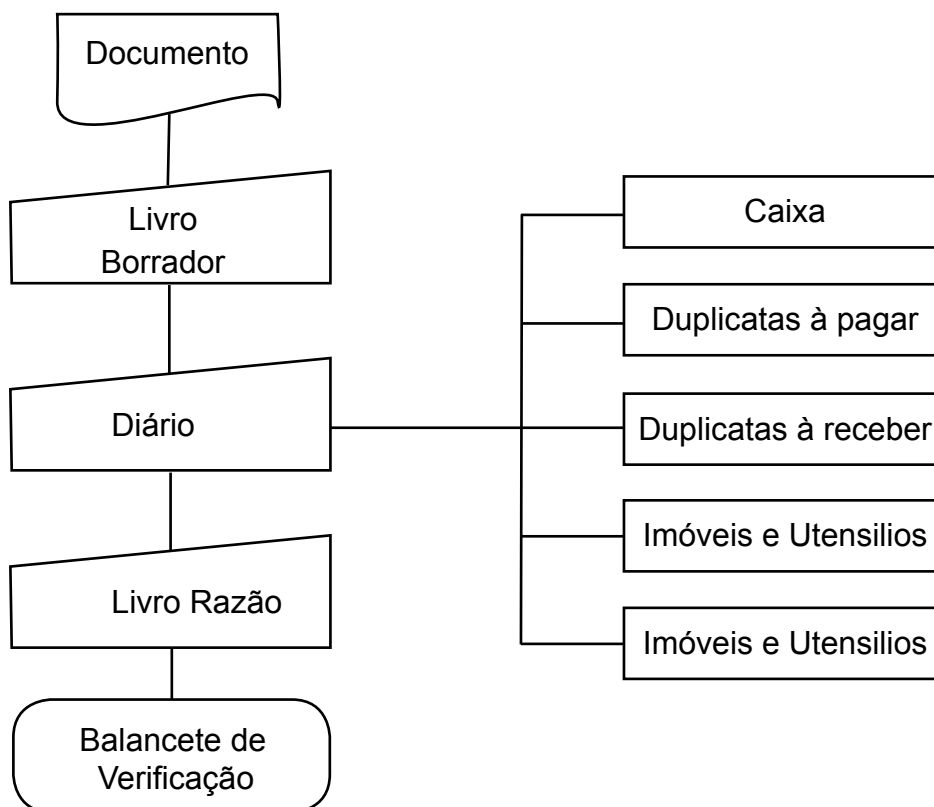 Documento
Livro
Borrador
Diário
Livro Razão
Balancete de
Verificação
Caixa
Duplicatas à pagar
Duplicatas à receber
Imóveis e Utensilios
Imóveis e Utensilios